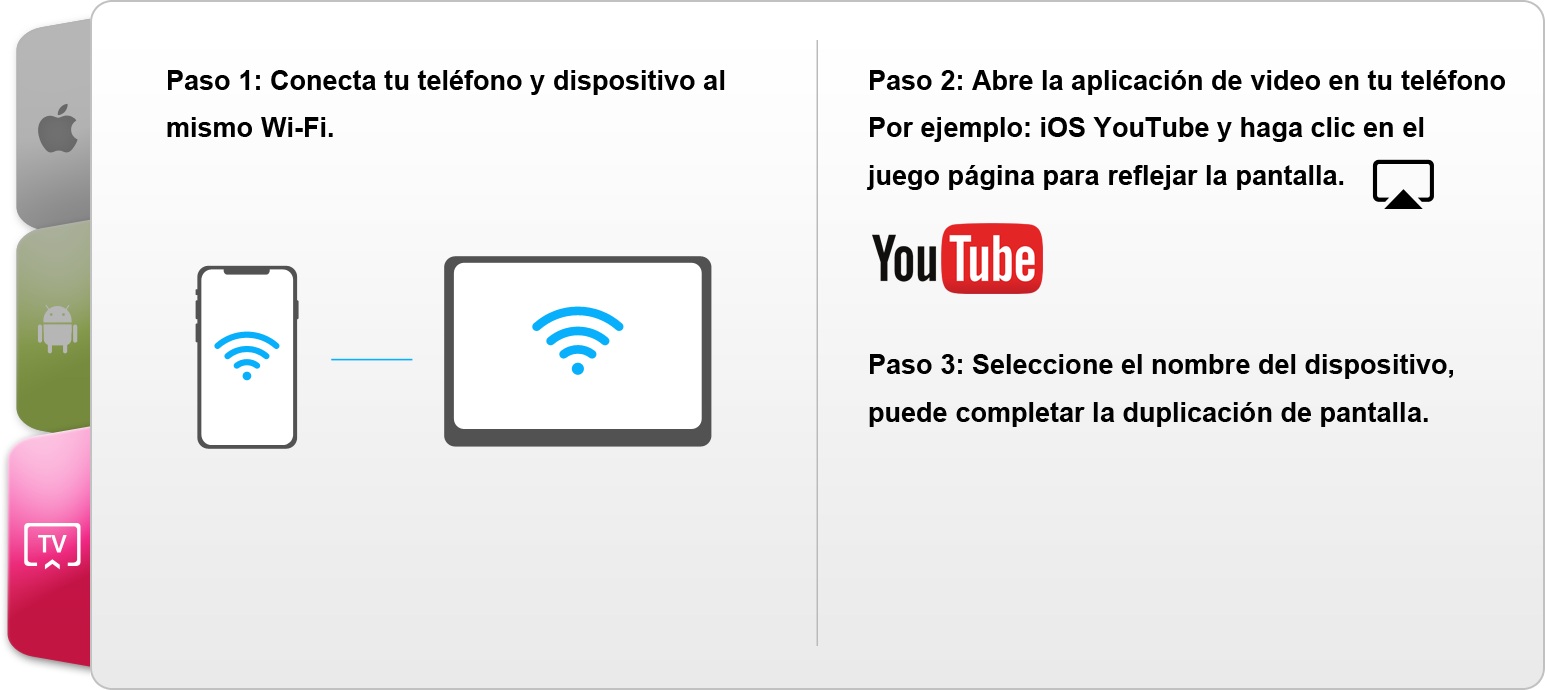 Paso 1: Conecta tu teléfono y dispositivo al
mismo Wi-Fi.
Paso 2: Abre la aplicación de video en tu teléfono
Por ejemplo: iOS YouTube y haga clic en el
juego página para reflejar la pantalla.
YouTube
Paso 3: Seleccione el nombre del dispositivo,
puede completar la duplicación de pantalla.
TV